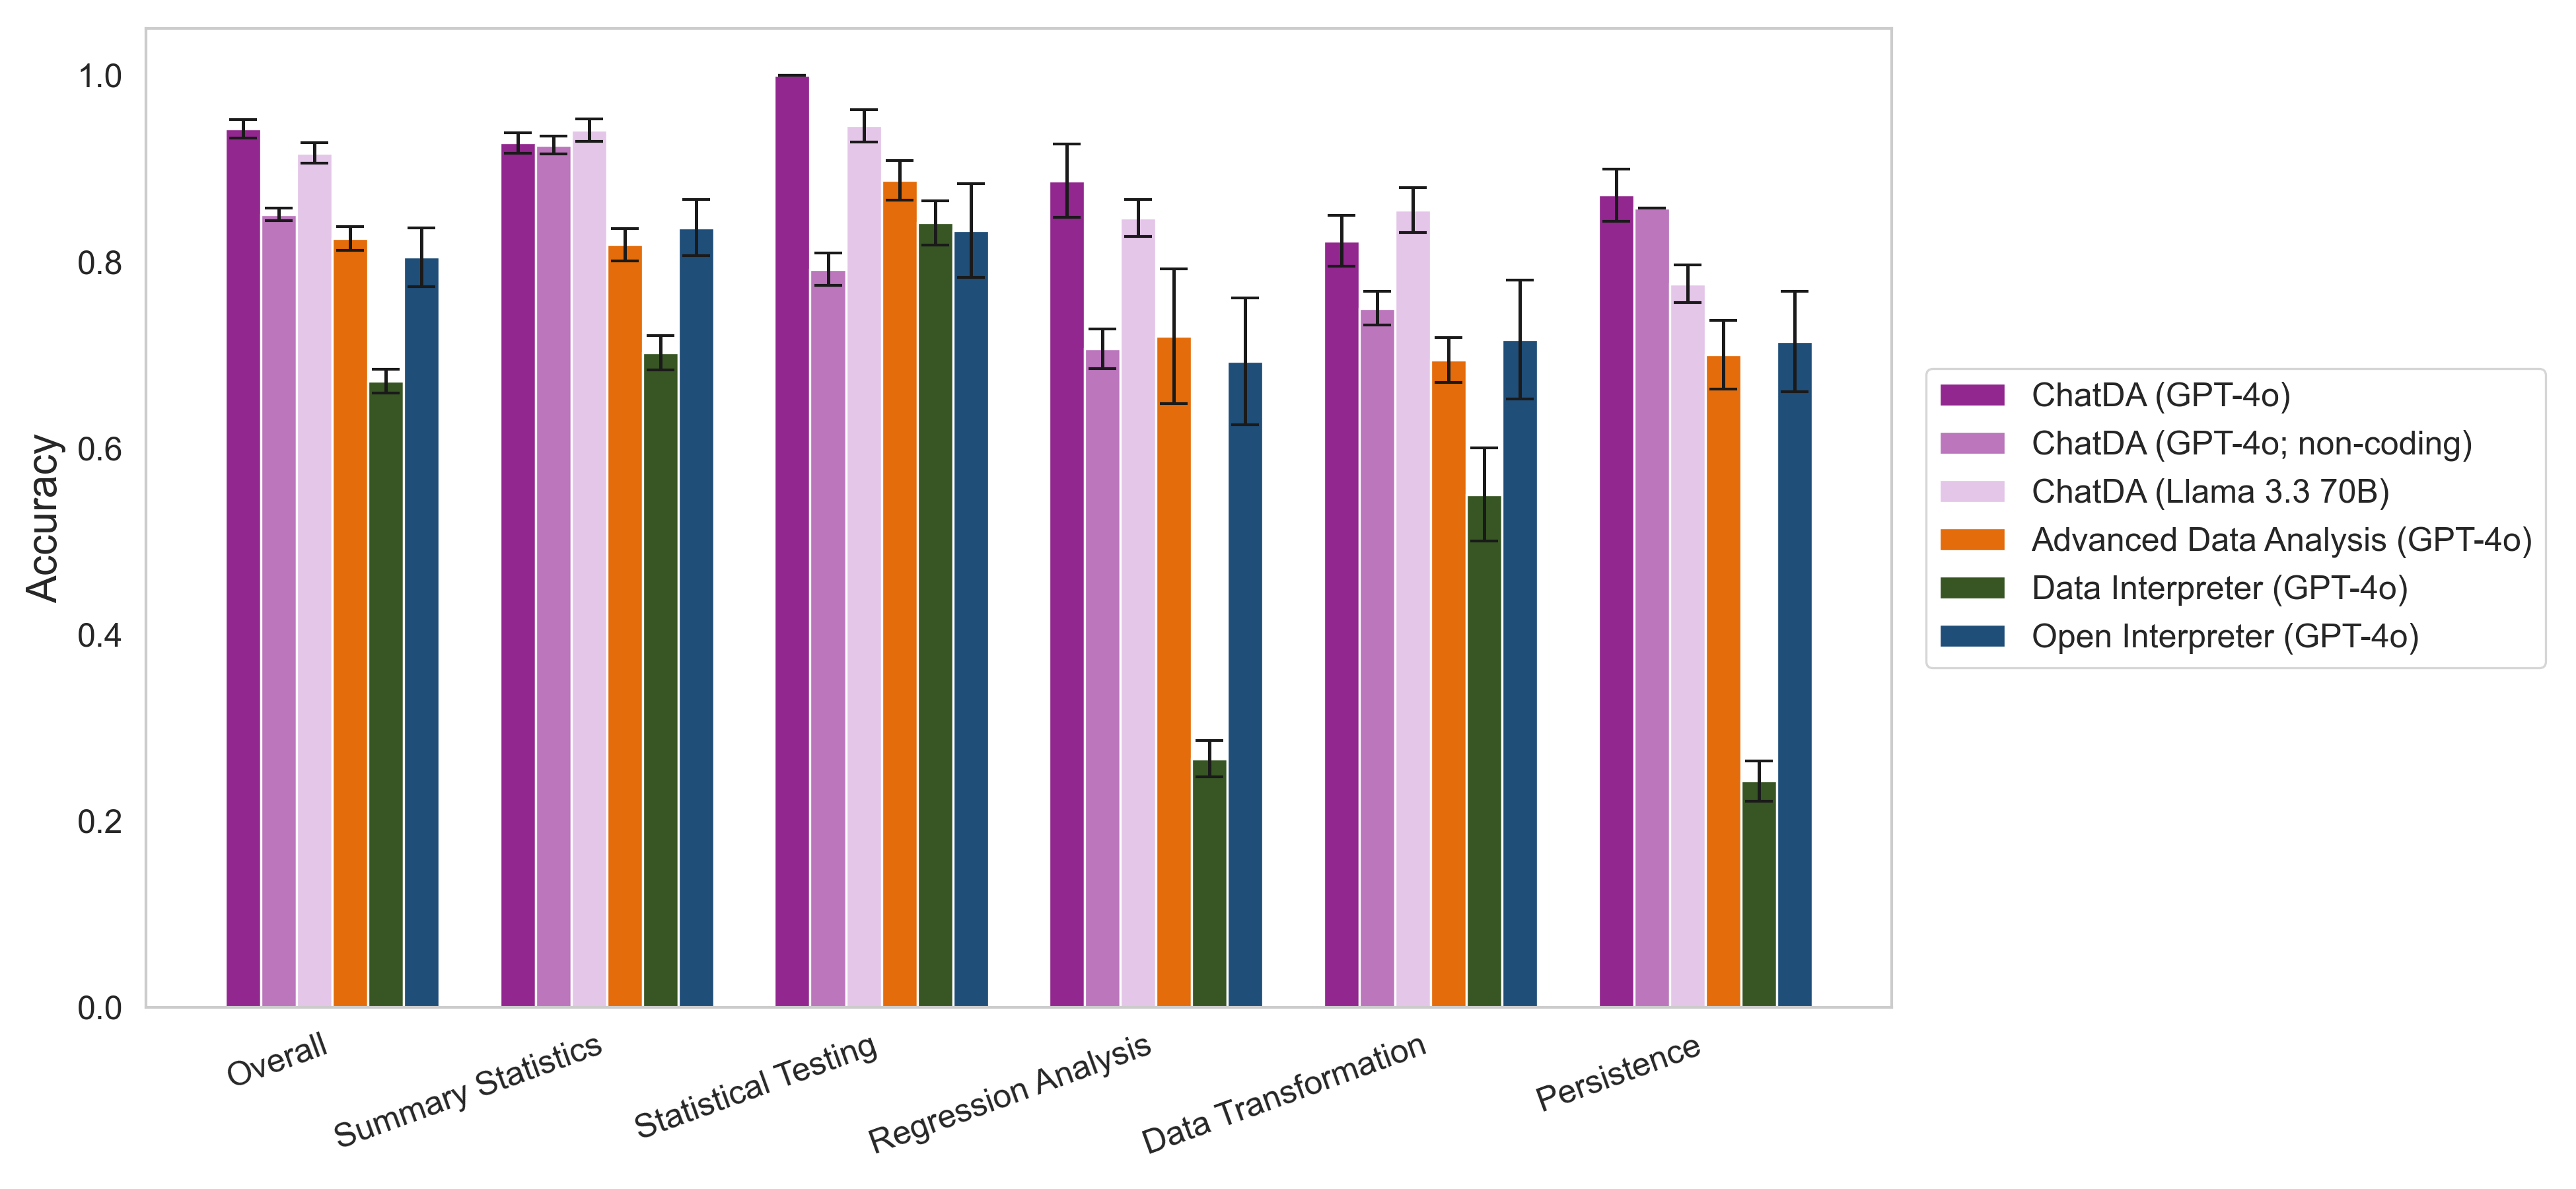 Accuracy
1.0
0.8
0.6
0.4
0.2
0.0
Overall
Summary Statistics
Statistical Testing
Regression Analysis
Data Transformation
Persistence
ChatDA (GPT-4o)
ChatDA (GPT-4o; non-coding)
ChatDA (Llama 3.3 70B)
Advanced Data Analysis (GPT-4o)
Data Interpreter (GPT-4o)
Open Interpreter (GPT-4o)